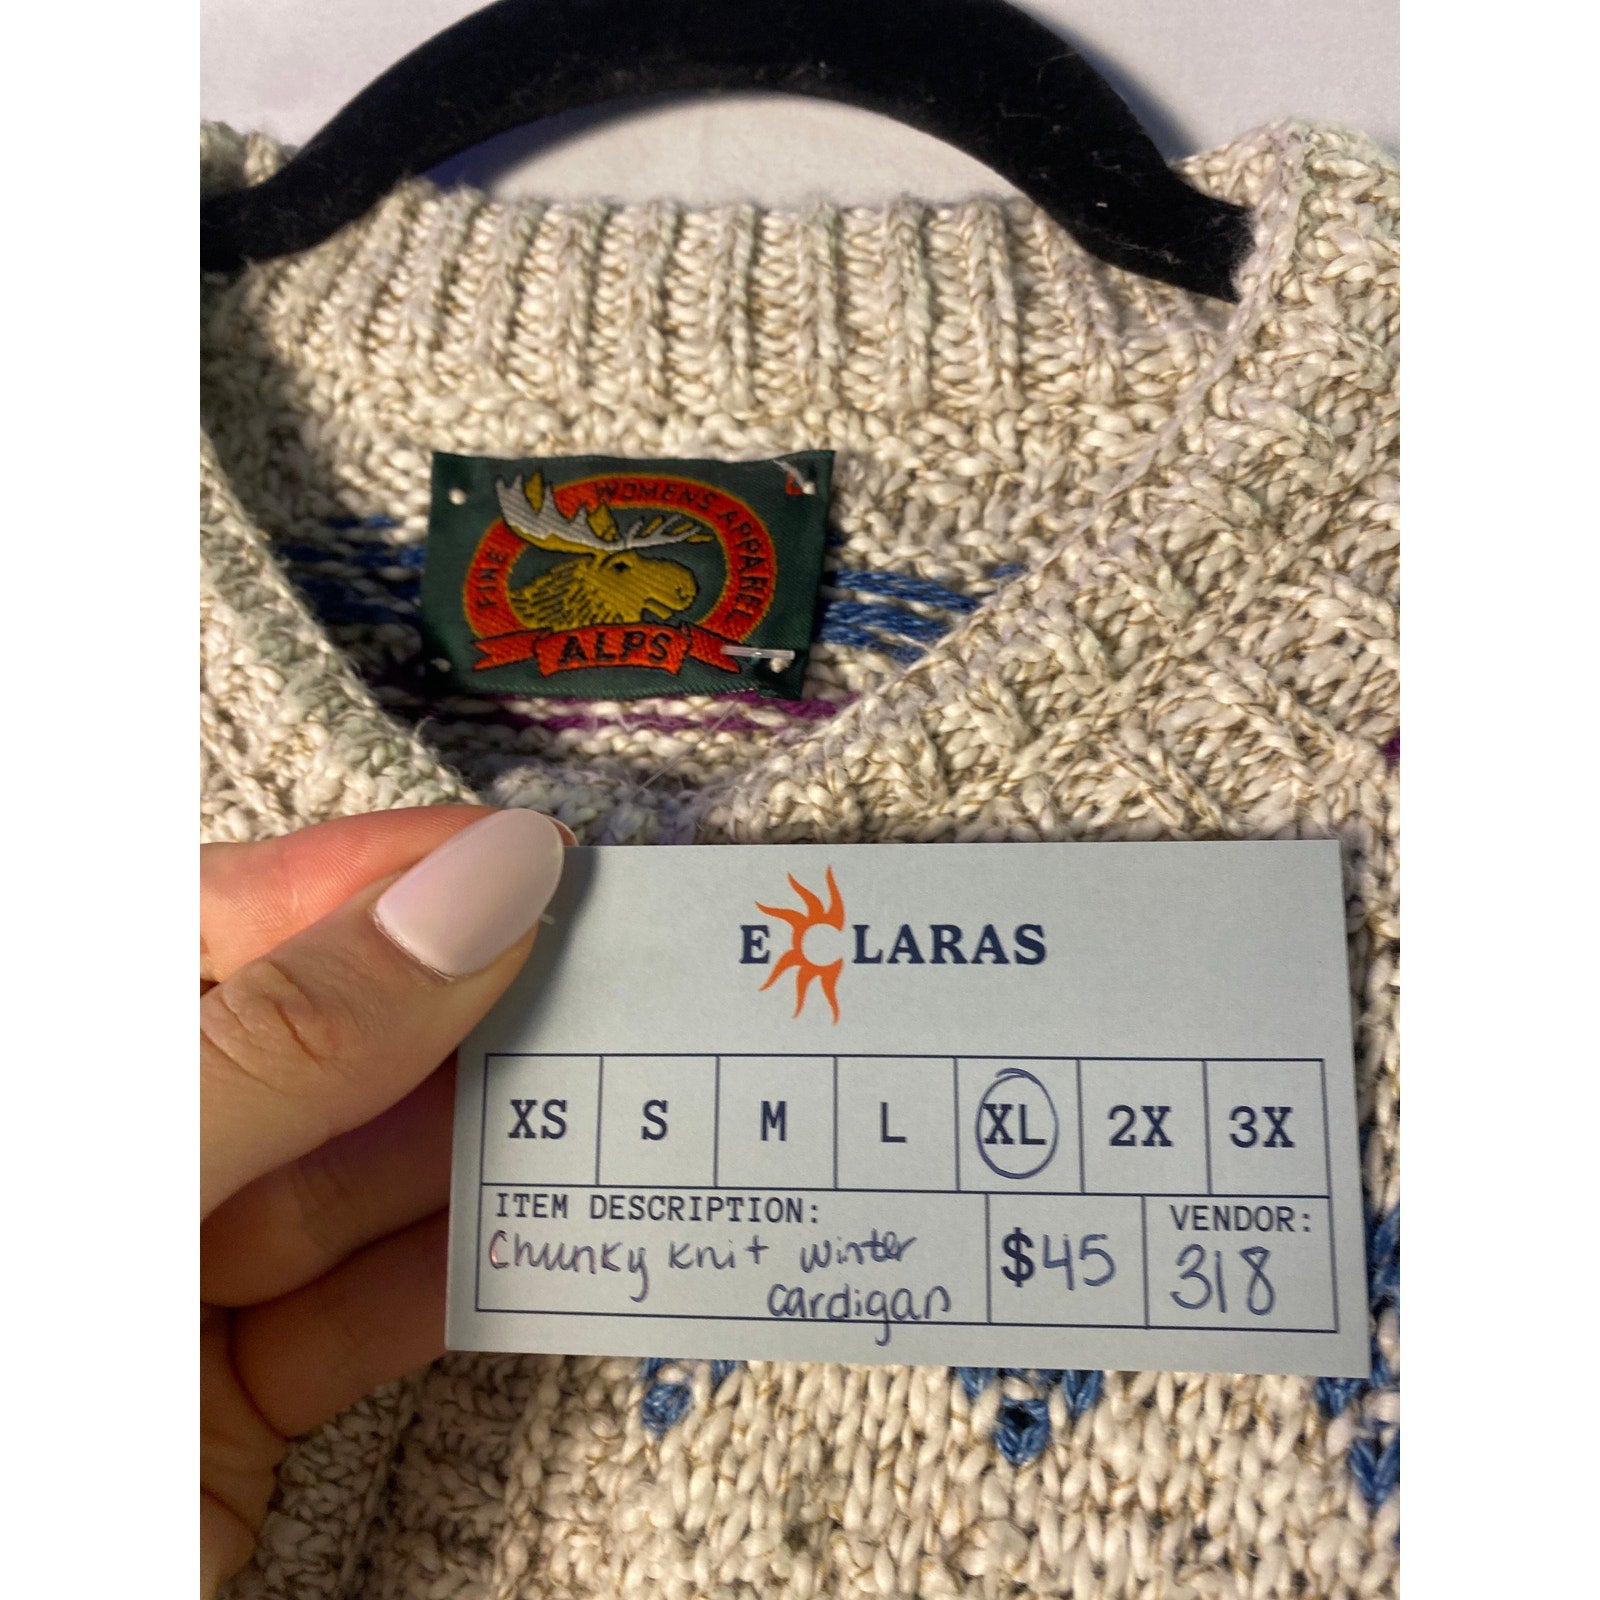 FINE WOMENS APPAREL
ALPS
ECLARAS
XS S M L XL 2X 3X
ITEM DESCRIPTION:
Chunky knit winter
cardigan
$45
VENDOR:
318